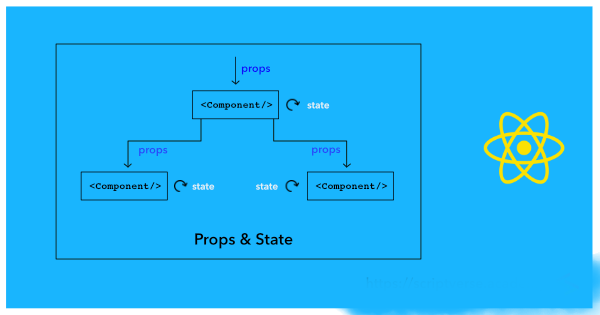 props
<Component/> state
props props
<Component/> state state <Component/>
Props & State